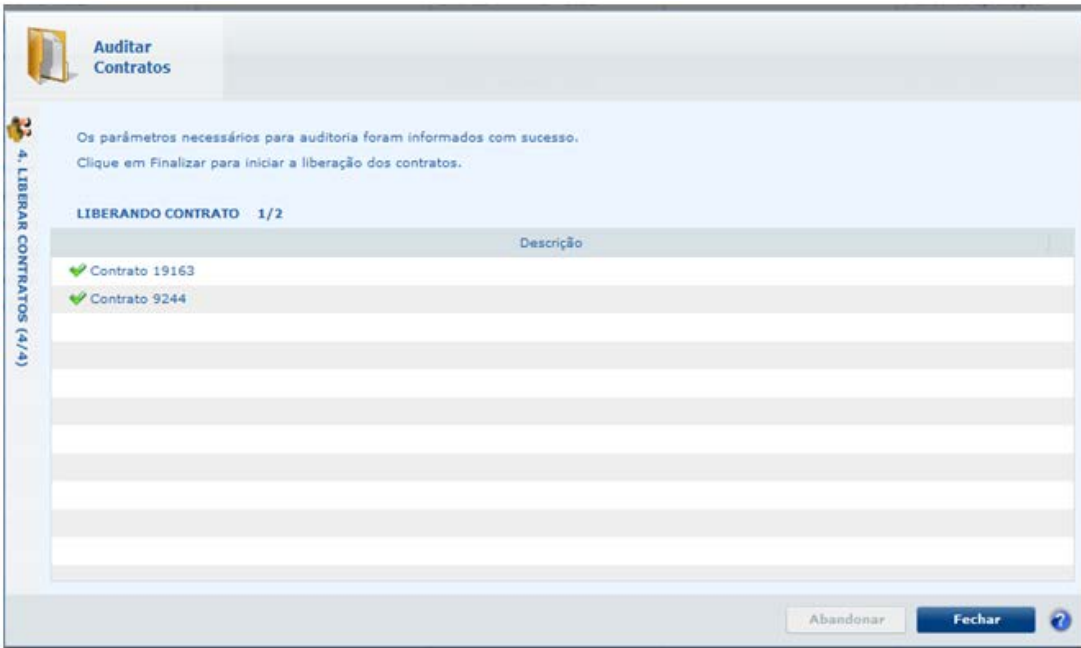 Auditar
Contratos
4. LIBERAR CONTRATOS (4/4)
Os parâmetros necessários para auditoria foram informados com sucesso.
Clique em Finalizar para iniciar a liberação dos contratos.
LIBERANDO CONTRATO 1/2
Descrição
Contrato 19163
Contrato 9244
Abandonar
Fechar
?